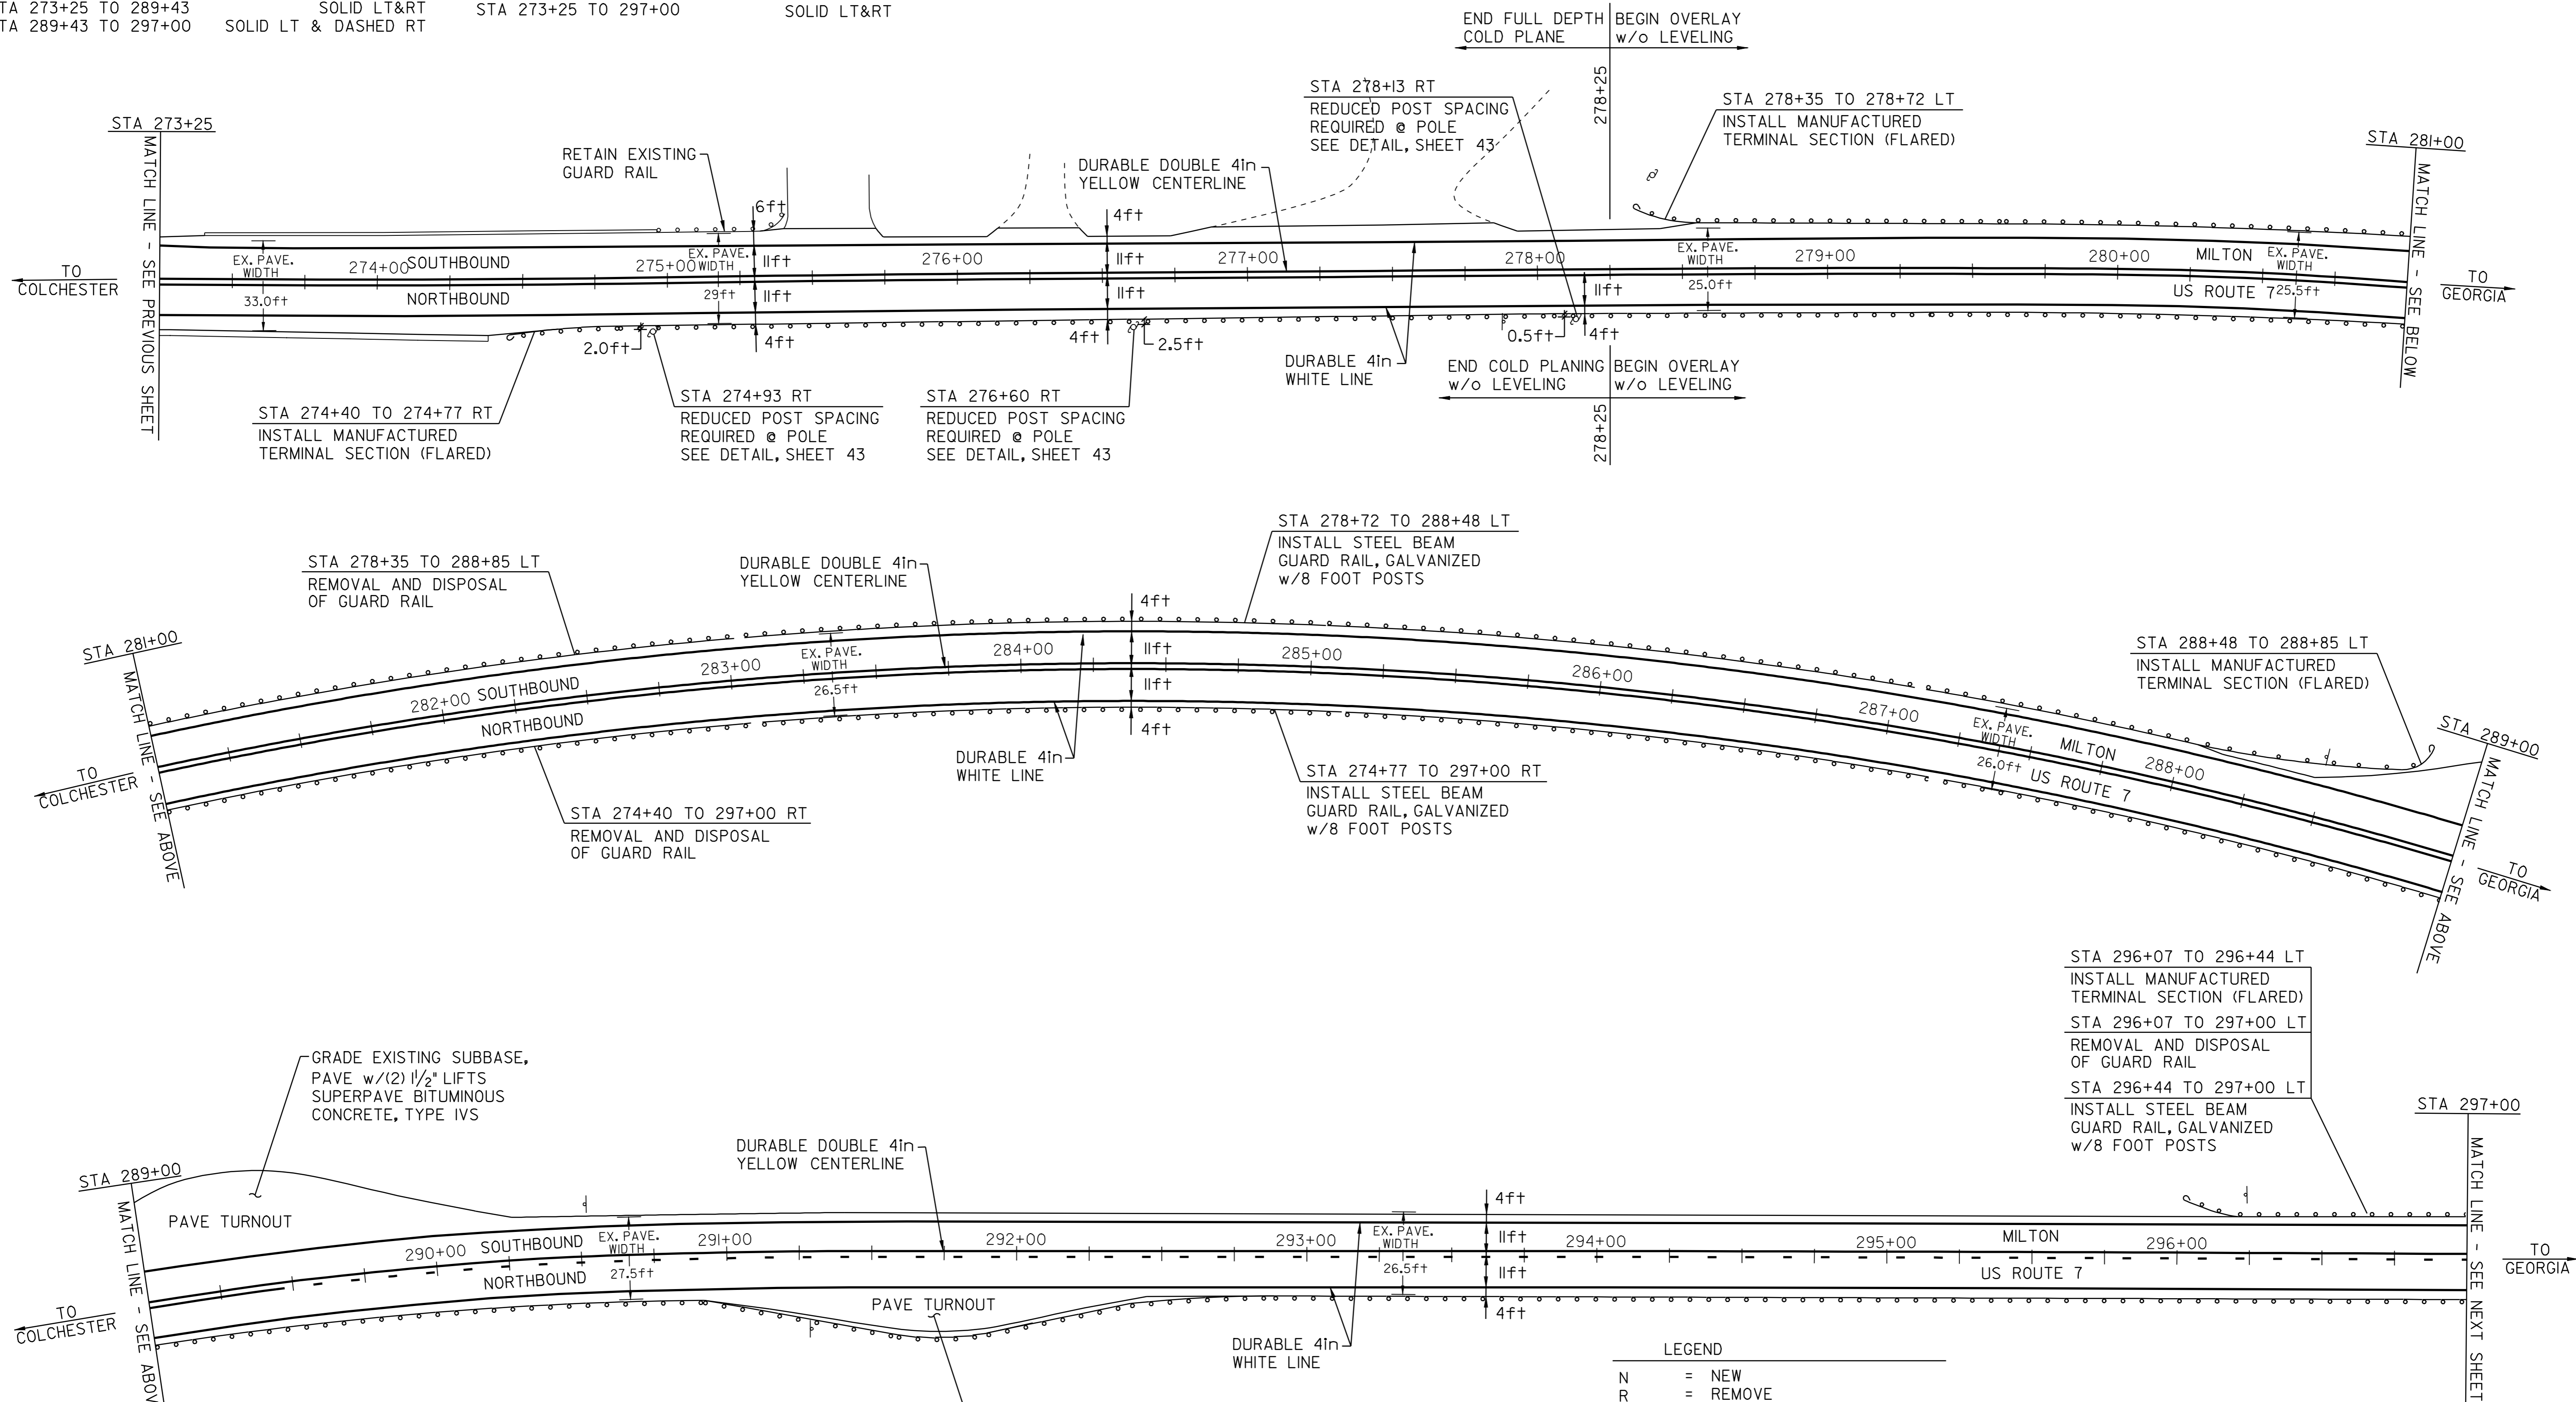 TA 273+25 TO 289+43 SOLID LT&RT
TA 289+43 TO 297+00 SOLID LT & DASHED RT
STA 273+25 TO 297+00 SOLID LT&RT
END FULL DEPTH
COLD PLANE
BEGIN OVERLAY
w/o LEVELING
278+25
STA 278+13 RT
REDUCED POST SPACING
REQUIRED @ POLE
SEE DETAIL, SHEET 43
STA 278+35 TO 278+72 LT
INSTALL MANUFACTURED
TERMINAL SECTION (FLARED)
STA 273+25
MATCH LINE - SEE PREVIOUS SHEET
RETAIN EXISTING
GUARD RAIL
DURABLE DOUBLE 4in
YELLOW CENTERLINE
STA 281+00
MATCH LINE - SEE BELOW
6ft
4ft
TO
COLCHESTER
EX. PAVE.
WIDTH
33.0ft
274+00
SOUTHBOUND
NORTHBOUND
275+00
EX. PAVE.
WIDTH
29ft
11ft
11ft
276+00
11ft
11ft
277+00
278+00
11ft
EX. PAVE.
WIDTH
25.0ft
279+00
280+00
MILTON
US ROUTE 7
EX. PAVE.
WIDTH
25.5ft
TO
GEORGIA
2.0ft
4ft
4ft
2.5ft
0.5ft
4ft
DURABLE 4in
WHITE LINE
END COLD PLANING
w/o LEVELING
BEGIN OVERLAY
w/o LEVELING
278+25
STA 274+40 TO 274+77 RT
INSTALL MANUFACTURED
TERMINAL SECTION (FLARED)
STA 274+93 RT
REDUCED POST SPACING
REQUIRED @ POLE
SEE DETAIL, SHEET 43
STA 276+60 RT
REDUCED POST SPACING
REQUIRED @ POLE
SEE DETAIL, SHEET 43
STA 278+35 TO 288+85 LT
REMOVAL AND DISPOSAL
OF GUARD RAIL
DURABLE DOUBLE 4in
YELLOW CENTERLINE
STA 278+72 TO 288+48 LT
INSTALL STEEL BEAM
GUARD RAIL, GALVANIZED
w/8 FOOT POSTS
STA 288+48 TO 288+85 LT
INSTALL MANUFACTURED
TERMINAL SECTION (FLARED)
STA 281+00
MATCH LINE - SEE ABOVE
TO
COLCHESTER
282+00
SOUTHBOUND
NORTHBOUND
283+00
EX. PAVE.
WIDTH
26.5ft
284+00
4ft
11ft
11ft
4ft
285+00
286+00
287+00
EX. PAVE.
WIDTH
26.0ft
MILTON
US ROUTE 7
288+00
STA 289+00
MATCH LINE - SEE ABOVE
TO
GEORGIA
DURABLE 4in
WHITE LINE
STA 274+40 TO 297+00 RT
REMOVAL AND DISPOSAL
OF GUARD RAIL
STA 274+77 TO 297+00 RT
INSTALL STEEL BEAM
GUARD RAIL, GALVANIZED
w/8 FOOT POSTS
STA 296+07 TO 296+44 LT
INSTALL MANUFACTURED
TERMINAL SECTION (FLARED)
STA 296+07 TO 297+00 LT
REMOVAL AND DISPOSAL
OF GUARD RAIL
STA 296+44 TO 297+00 LT
INSTALL STEEL BEAM
GUARD RAIL, GALVANIZED
w/8 FOOT POSTS
GRADE EXISTING SUBBASE,
PAVE w/(2) 1 1/2" LIFTS
SUPERPAVE BITUMINOUS
CONCRETE, TYPE IVS
DURABLE DOUBLE 4in
YELLOW CENTERLINE
STA 289+00
MATCH LINE - SEE ABOV
PAVE TURNOUT
TO
COLCHESTER
290+00
SOUTHBOUND
NORTHBOUND
EX. PAVE.
WIDTH
27.5ft
291+00
292+00
293+00
PAVE TURNOUT
EX. PAVE.
WIDTH
26.5ft
4ft
11ft
11ft
4ft
294+00
295+00
MILTON
US ROUTE 7
296+00
STA 297+00
MATCH LINE - SEE NEXT SHEET
TO
GEORGIA
DURABLE 4in
WHITE LINE
LEGEND
N = NEW
R = REMOVE